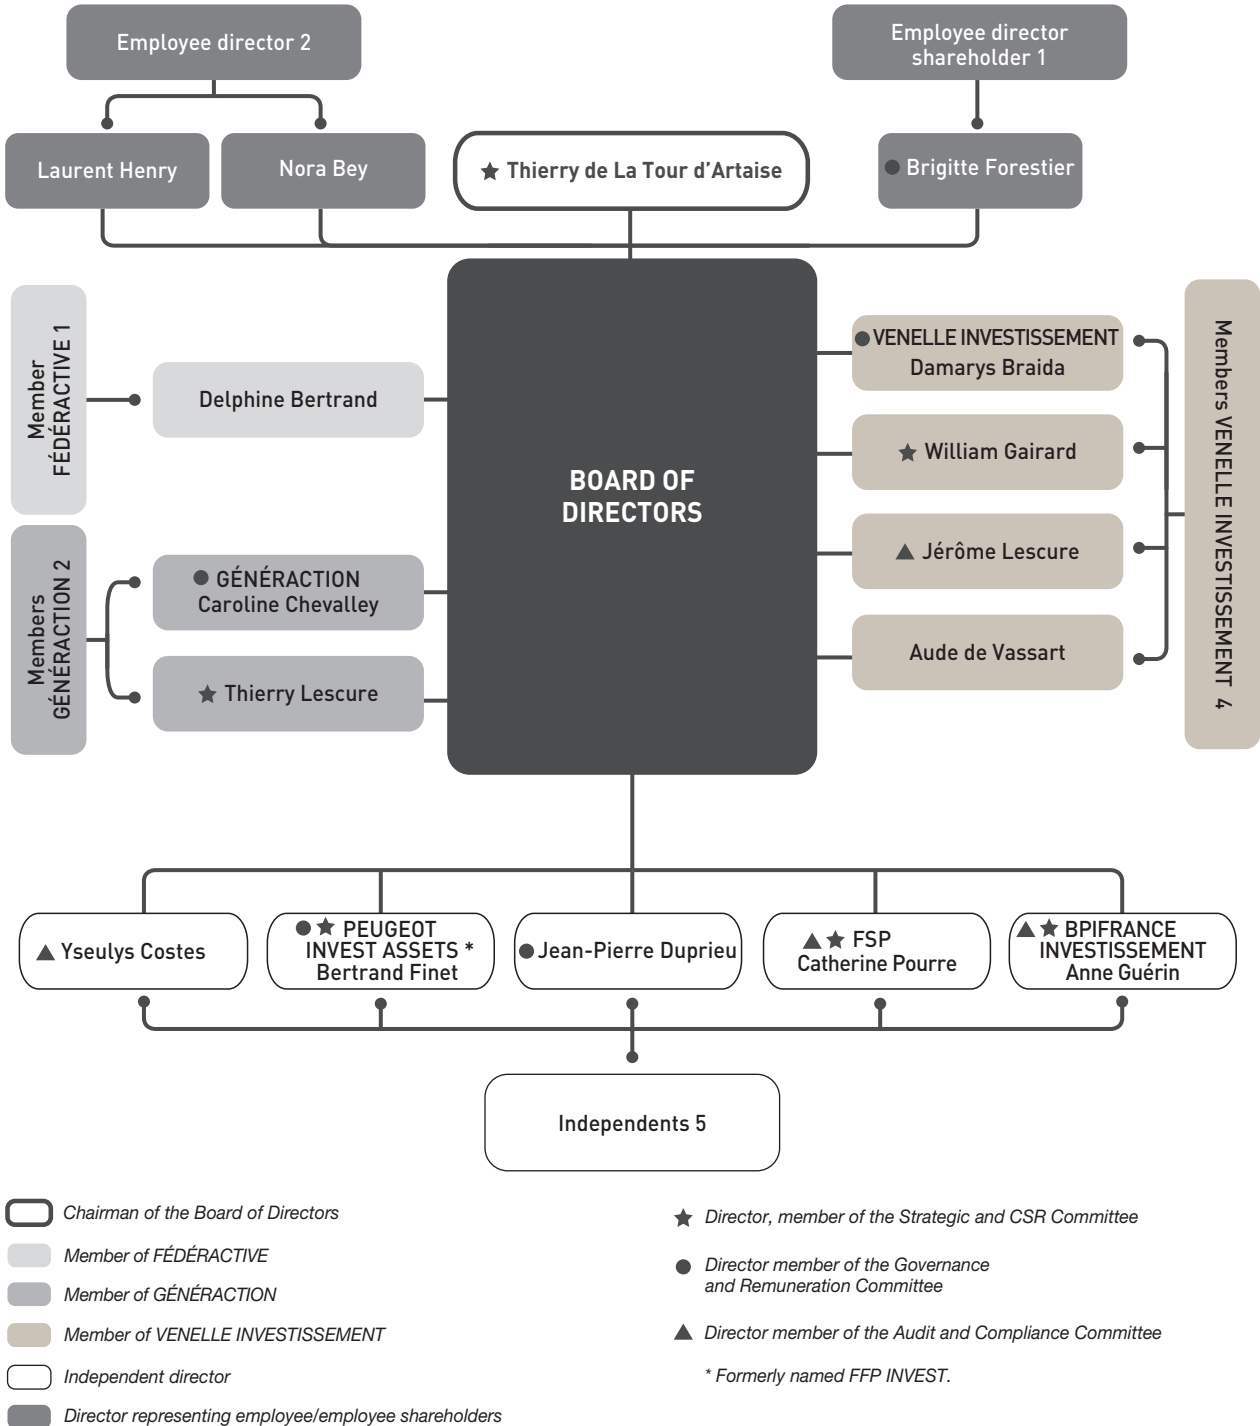 Employee director 2
Employee director
shareholder 1
Laurent Henry
Nora Bey
★ Thierry de La Tour d’Artaise
● Brigitte Forestier
Member
FÉDÉRACTIVE 1
Delphine Bertrand
Members
GÉNÉRACTION 2
● GÉNÉRACTION
Caroline Chevalley
★ Thierry Lescure
BOARD OF
DIRECTORS
● VENELLE INVESTISSEMENT
Damarys Braida
★ William Gairard
▲ Jérôme Lescure
Aude de Vassart
Members VENELLE INVESTISSEMENT 4
▲ Yseulys Costes
● ★ PEUGEOT
INVEST ASSETS *
Bertrand Finet
● Jean-Pierre Duprieu
▲ ★ FSP
Catherine Pourre
▲ ★ BPIFRANCE
INVESTISSEMENT
Anne Guérin
Independents 5
Chairman of the Board of Directors
Member of FÉDÉRACTIVE
Member of GÉNÉRACTION
Member of VENELLE INVESTISSEMENT
Independent director
Director representing employee/employee shareholders
★ Director, member of the Strategic and CSR Committee
● Director member of the Governance
and Remuneration Committee
▲ Director member of the Audit and Compliance Committee
* Formerly named FFP INVEST.